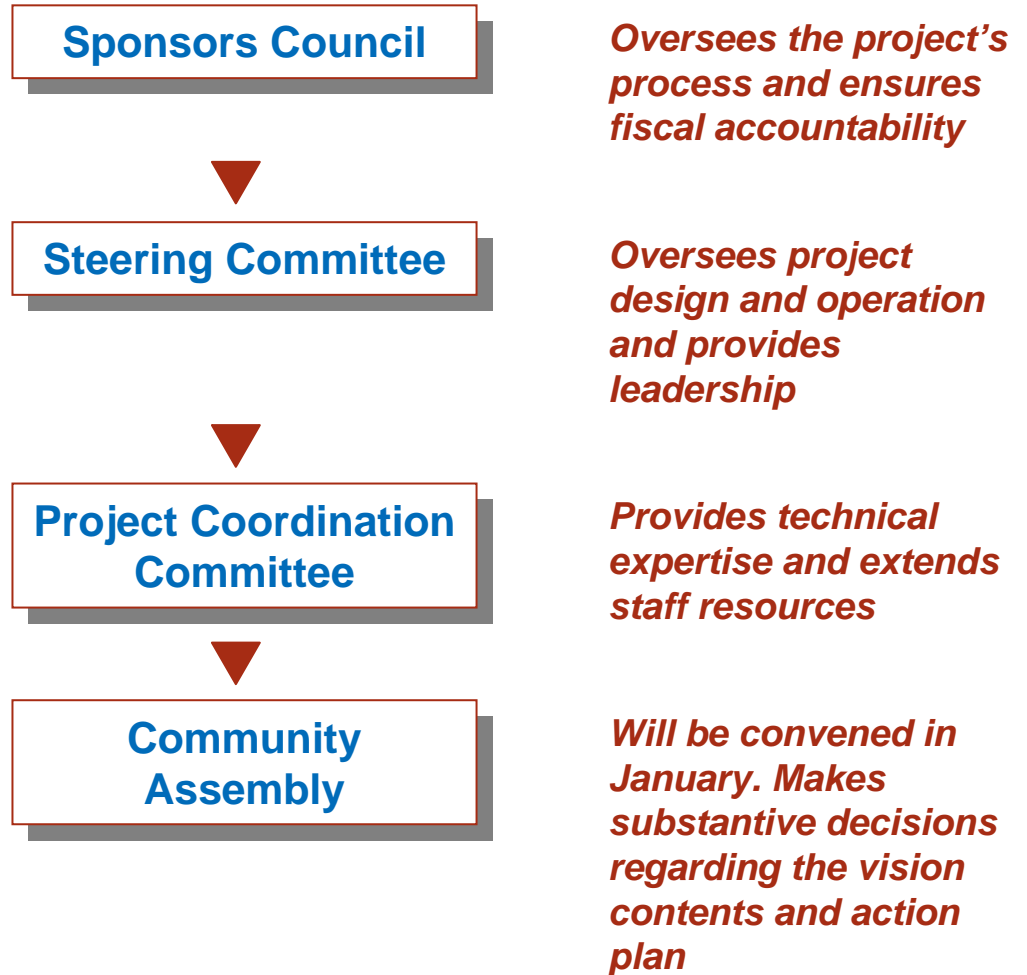 Sponsors Council
Oversees the project's
process and ensures
fiscal accountability
Steering Committee
Oversees project
design and operation
and provides
leadership
Project Coordination
Committee
Provides technical
expertise and extends
staff resources
Community
Assembly
Will be convened in
January. Makes
substantive decisions
regarding the vision
contents and action
plan